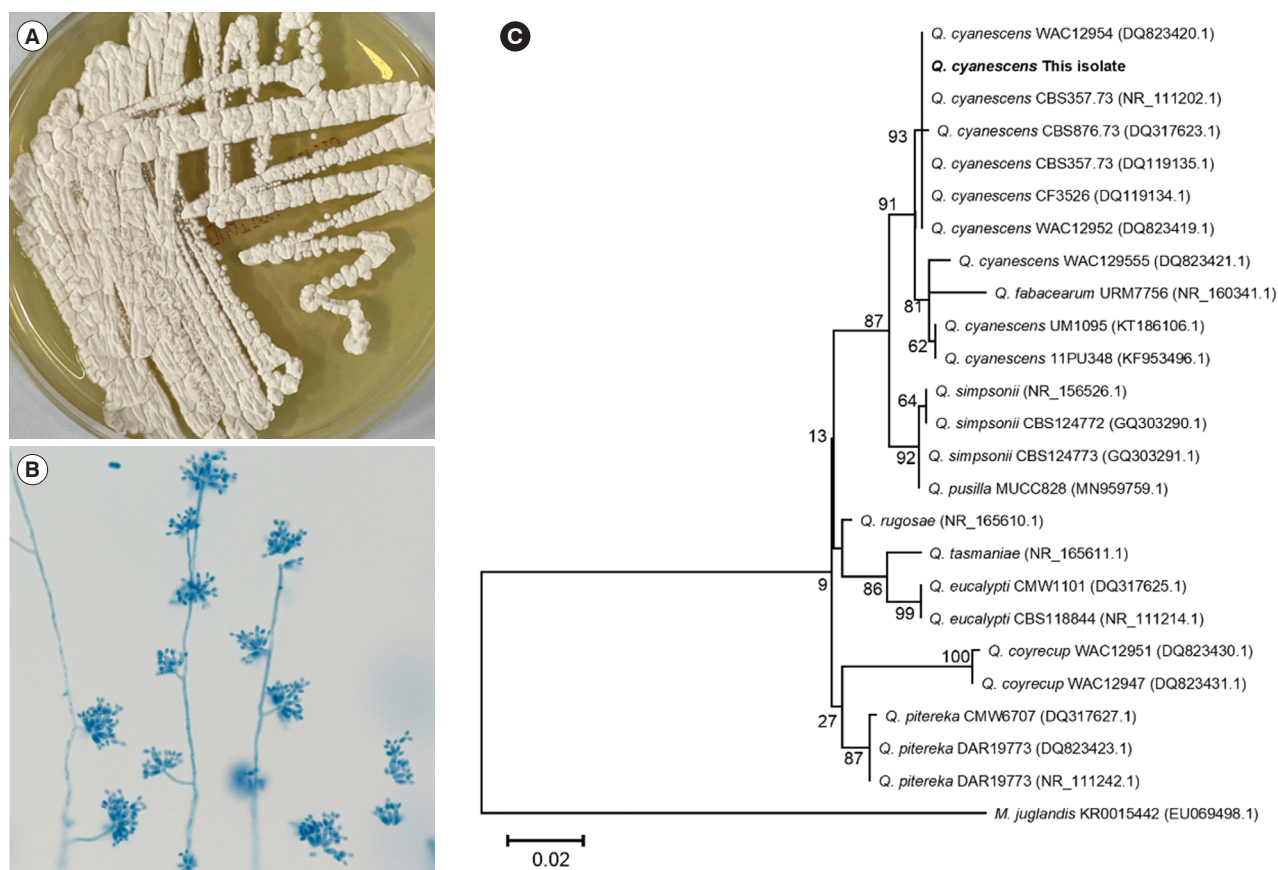 A
B
C
Q. cyanescens WAC12954 (DQ823420.1)
Q. cyanescens This isolate
Q. cyanescens CBS357.73 (NR_111202.1)
93
Q. cyanescens CBS876.73 (DQ317623.1)
Q. cyanescens CBS357.73 (DQ119135.1)
Q. cyanescens CF3526 (DQ119134.1)
91
Q. cyanescens WAC12952 (DQ823419.1)
Q. cyanescens WAC129555 (DQ823421.1)
Q. fabacearum URM7756 (NR_160341.1)
81
87
Q. cyanescens UM1095 (KT186106.1)
62
Q. cyanescens 11PU348 (KF953496.1)
Q. simpsonii (NR_156526.1)
64
Q. simpsonii CBS124772 (GQ303290.1)
13
Q. simpsonii CBS124773 (GQ303291.1)
92
Q. pusilla MUCC828 (MN959759.1)
Q. rugosae (NR_165610.1)
Q. tasmaniae (NR_165611.1)
9
86
Q. eucalypti CMW1101 (DQ317625.1)
99
Q. eucalypti CBS118844 (NR_111214.1)
Q. coyrecup WAC12951 (DQ823430.1)
100
Q. coyrecup WAC12947 (DQ823431.1)
27
Q. pitereka CMW6707 (DQ317627.1)
Q. pitereka DAR19773 (DQ823423.1)
87
Q. pitereka DAR19773 (NR_111242.1)
M. juglandis KR0015442 (EU069498.1)
0.02